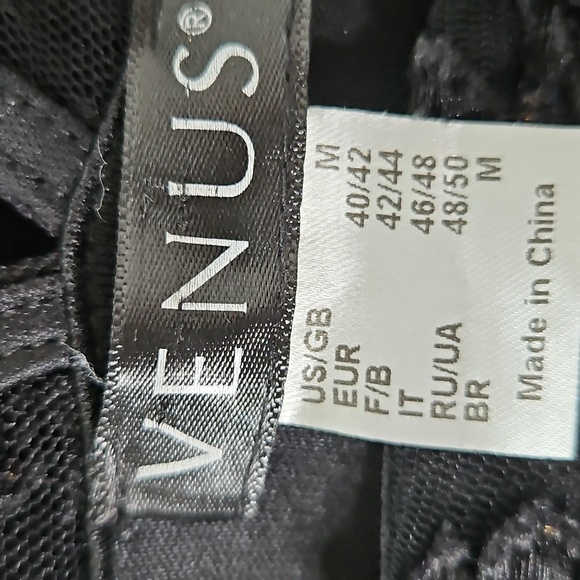 VENUS®
US/GB M
EUR 40/42
F/B 42/44
IT 46/48
RU/UA 48/50
BR M
Made in China